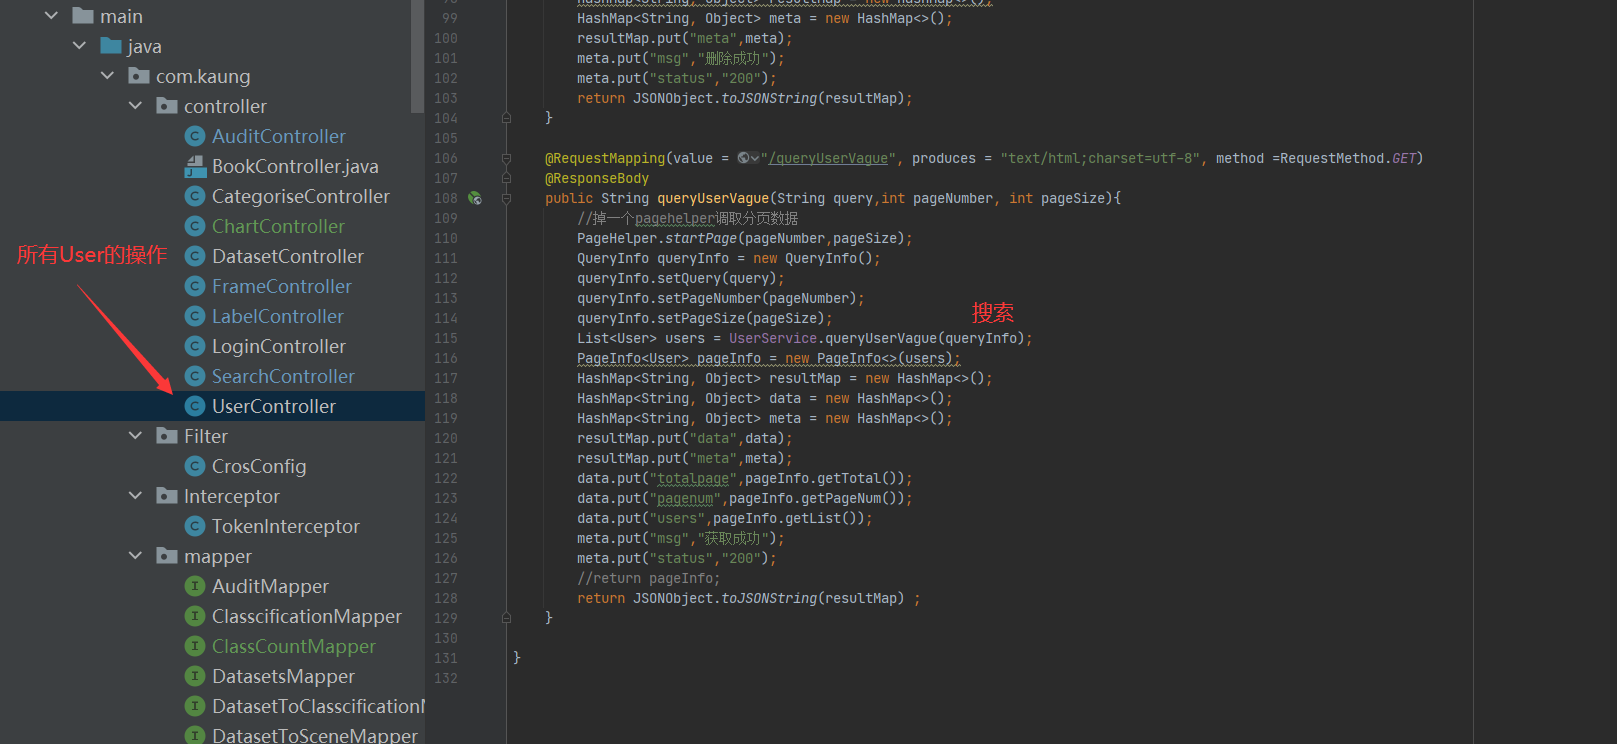 main
java
com.kaung
controller
AuditController
BookController.java
CategoriseController
ChartController
所有User的操作
DatasetController
FrameController
LabelController
LoginController
SearchController
UserController
Filter
CrosConfig
Interceptor
TokenInterceptor
mapper
AuditMapper
ClasscificationMapper
ClassCountMapper
DatasetsMapper
DatasetToClasscificationM
DatasetToSceneMapper
98 HashMap<String, Object> resultMap = new HashMap<>();
99 HashMap<String, Object> meta = new HashMap<>();
100 resultMap.put("meta",meta);
101 meta.put("msg","删除成功");
102 meta.put("status","200");
103 return JSONObject.toJSONString(resultMap);
104 }
105
106 @RequestMapping(value = "/queryUserVague", produces = "text/html;charset=utf-8", method =RequestMethod.GET)
107 @ResponseBody
108 public String queryUserVague(String query,int pageNumber, int pageSize){
109 //掉一个pagehelper调取分页数据
110 PageHelper.startPage(pageNumber,pageSize);
111 QueryInfo queryInfo = new QueryInfo();
112 queryInfo.setQuery(query);
113 queryInfo.setPageNumber(pageNumber);
114 queryInfo.setPageSize(pageSize);
搜索
115 List<User> users = UserService.queryUserVague(queryInfo);
116 PageInfo<User> pageInfo = new PageInfo<>(users);
117 HashMap<String, Object> resultMap = new HashMap<>();
118 HashMap<String, Object> data = new HashMap<>();
119 HashMap<String, Object> meta = new HashMap<>();
120 resultMap.put("data",data);
121 resultMap.put("meta",meta);
122 data.put("totalpage",pageInfo.getTotal());
123 data.put("pagenum",pageInfo.getPageNum());
124 data.put("users",pageInfo.getList());
125 meta.put("msg","获取成功");
126 meta.put("status","200");
127 //return pageInfo;
128 return JSONObject.toJSONString(resultMap) ;
129 }
130
131 }
132